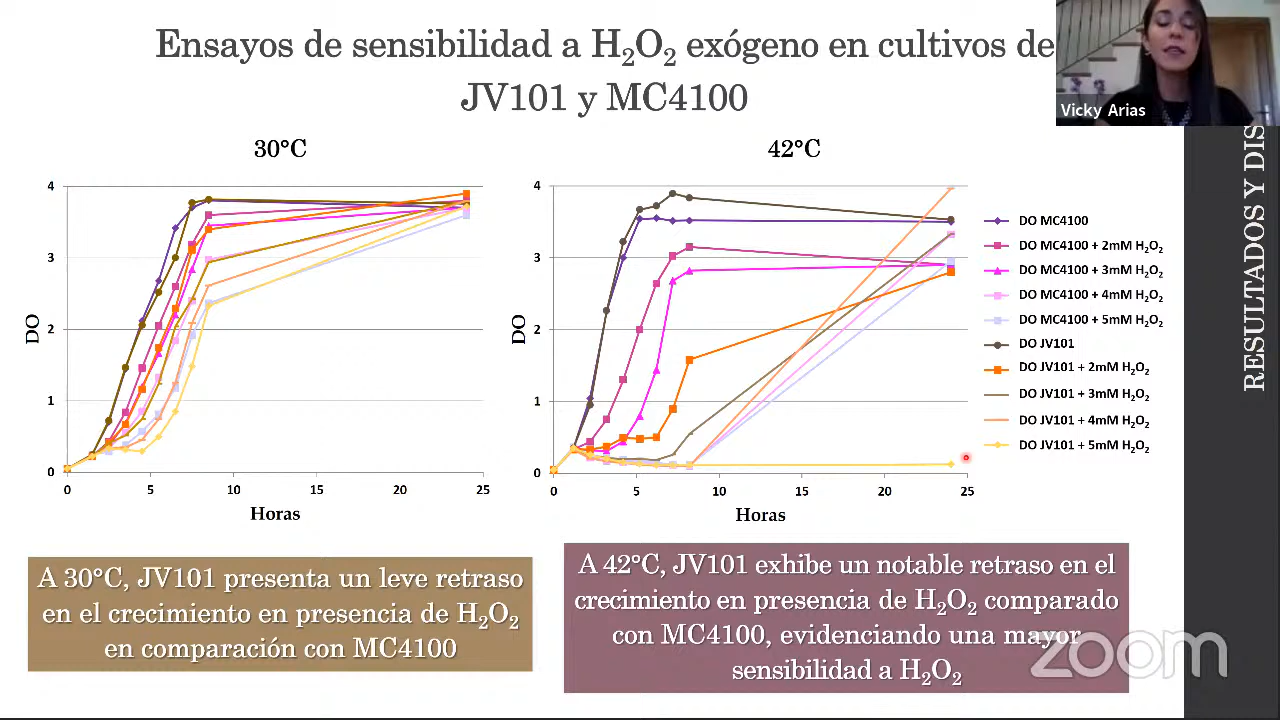 Ensayos de sensibilidad a H₂O₂ exógeno en cultivos de
JV101 y MC4100
Vicky Arias
RESULTADOS Y DIS
30°C
4
3
2
1
0
0
5
10
15
20
25
DO
Horas
42°C
4
3
2
1
0
0
5
10
15
20
25
DO
Horas
DO MC4100
DO MC4100 + 2mM H₂O₂
DO MC4100 + 3mM H₂O₂
DO MC4100 + 4mM H₂O₂
DO MC4100 + 5mM H₂O₂
DO JV101
DO JV101 + 2mM H₂O₂
DO JV101 + 3mM H₂O₂
DO JV101 + 4mM H₂O₂
DO JV101 + 5mM H₂O₂
A 30°C, JV101 presenta un leve retraso
en el crecimiento en presencia de H₂O₂
en comparación con MC4100
A 42°C, JV101 exhibe un notable retraso en el
crecimiento en presencia de H₂O₂ comparado
con MC4100, evidenciando una mayor
sensibilidad a H₂O₂
zoom